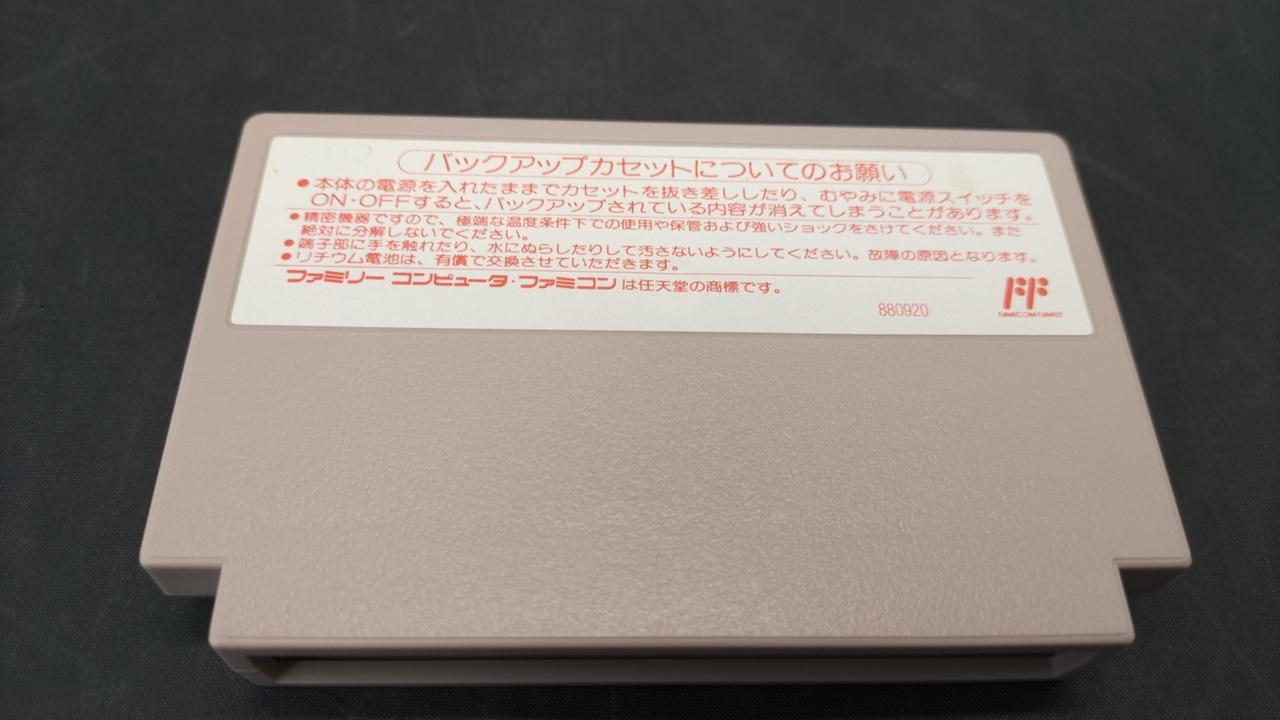 バックアップカセットについてのお願い
●本体の電源を入れたままでカセットを抜き差ししたり、むやみに電源スイッチを
ON・OFFすると、バックアップされている内容が消えてしまうことがあります。
●精密機器ですので、極端な温度条件下での使用や保管および強いショックをさけてください。また
絶対に分解しないでください。
●端子部に手を触れたり、水にぬらしたりして汚さないようにしてください。故障の原因となります。
●リチウム電池は、有償で交換させていただきます。
ファミリー コンピュータ・ファミコン は任天堂の商標です。
880920
FAMICOM FAMILY